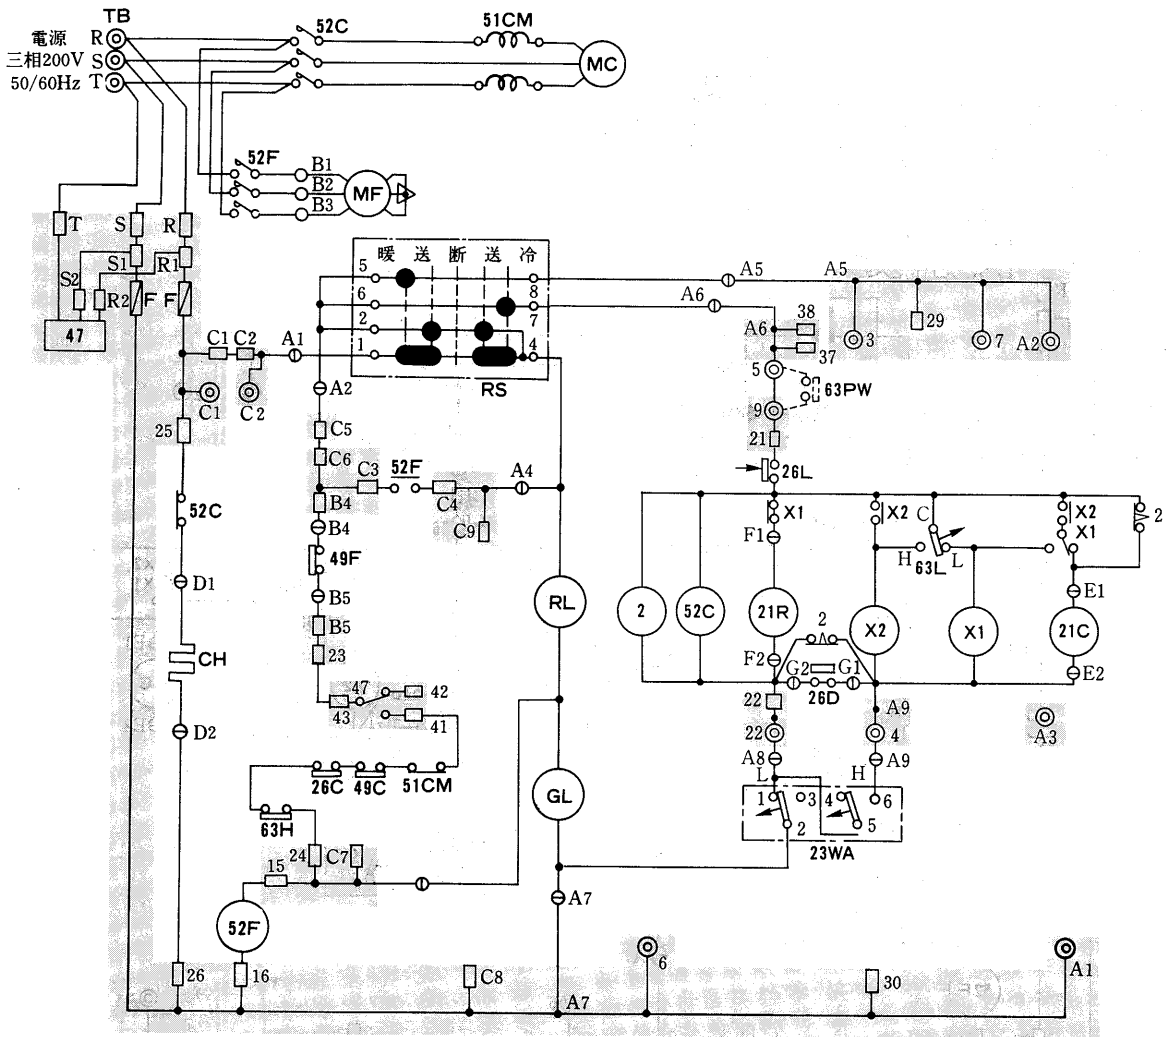 TB
電源 R
三相200V S
50/60Hz T
52C
51CM
MC
52F
B1
B2
B3
MF
T
S
R
S1
R1
S2
R2
F
F
47
暖 送 断 送 冷
5
6
2
1
8
7
4
RS
A5
A5
A6
A6
38
37
3
29
7
A2
C1
C2
A1
C1
C2
A2
5
63PW
9
21
26L
25
C5
C6
C3
52F
C4
A4
C9
B4
B4
49F
B5
B5
23
52C
D1
CH
D2
X1
F1
X2
C
H
63L
L
X2
X1
2
E1
2
52C
21R
X2
X1
21C
E2
RL
F2
2
G2
G1
26D
47
42
43
41
22
22
A8
A9
4
A9
A3
L
H
26C
49C
51CM
GL
1
3
2
4
5
6
23WA
63H
24
C7
15
52F
A7
26
16
C8
A7
6
30
A1